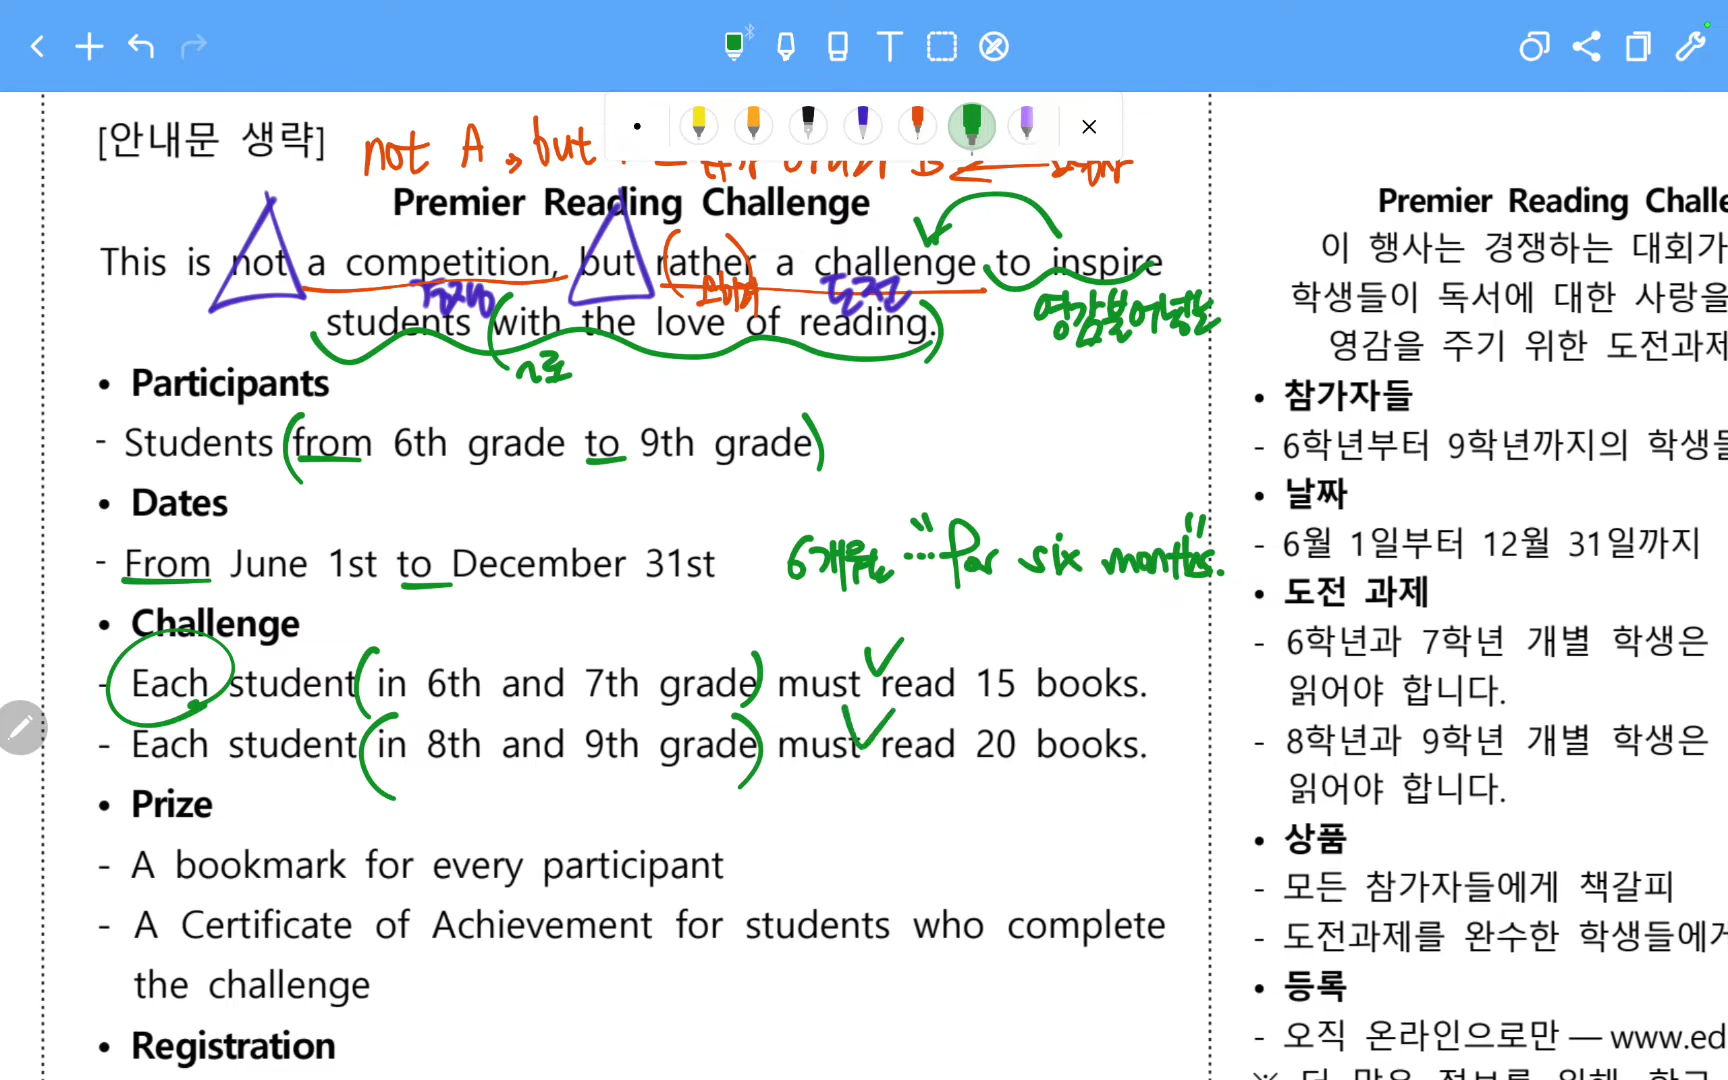 [안내문 생략]
not A , but
Premier Reading Challenge
This is not a competition, but rather a challenge to inspire
도전
영감을 불어넣는
students with the love of reading.
~로
• Participants
- Students from 6th grade to 9th grade
• Dates
- From June 1st to December 31st
6개월 ... "for six months."
• Challenge
- Each student in 6th and 7th grade must read 15 books.
- Each student in 8th and 9th grade must read 20 books.
• Prize
- A bookmark for every participant
- A Certificate of Achievement for students who complete
the challenge
• Registration
Premier Reading Challe
이 행사는 경쟁하는 대회가
학생들이 독서에 대한 사랑을
영감을 주기 위한 도전과제
• 참가자들
- 6학년부터 9학년까지의 학생들
• 날짜
- 6월 1일부터 12월 31일까지
• 도전 과제
- 6학년과 7학년 개별 학생은
읽어야 합니다.
- 8학년과 9학년 개별 학생은
읽어야 합니다.
• 상품
- 모든 참가자들에게 책갈피
- 도전과제를 완수한 학생들에게
• 등록
- 오직 온라인으로만 — www.ed